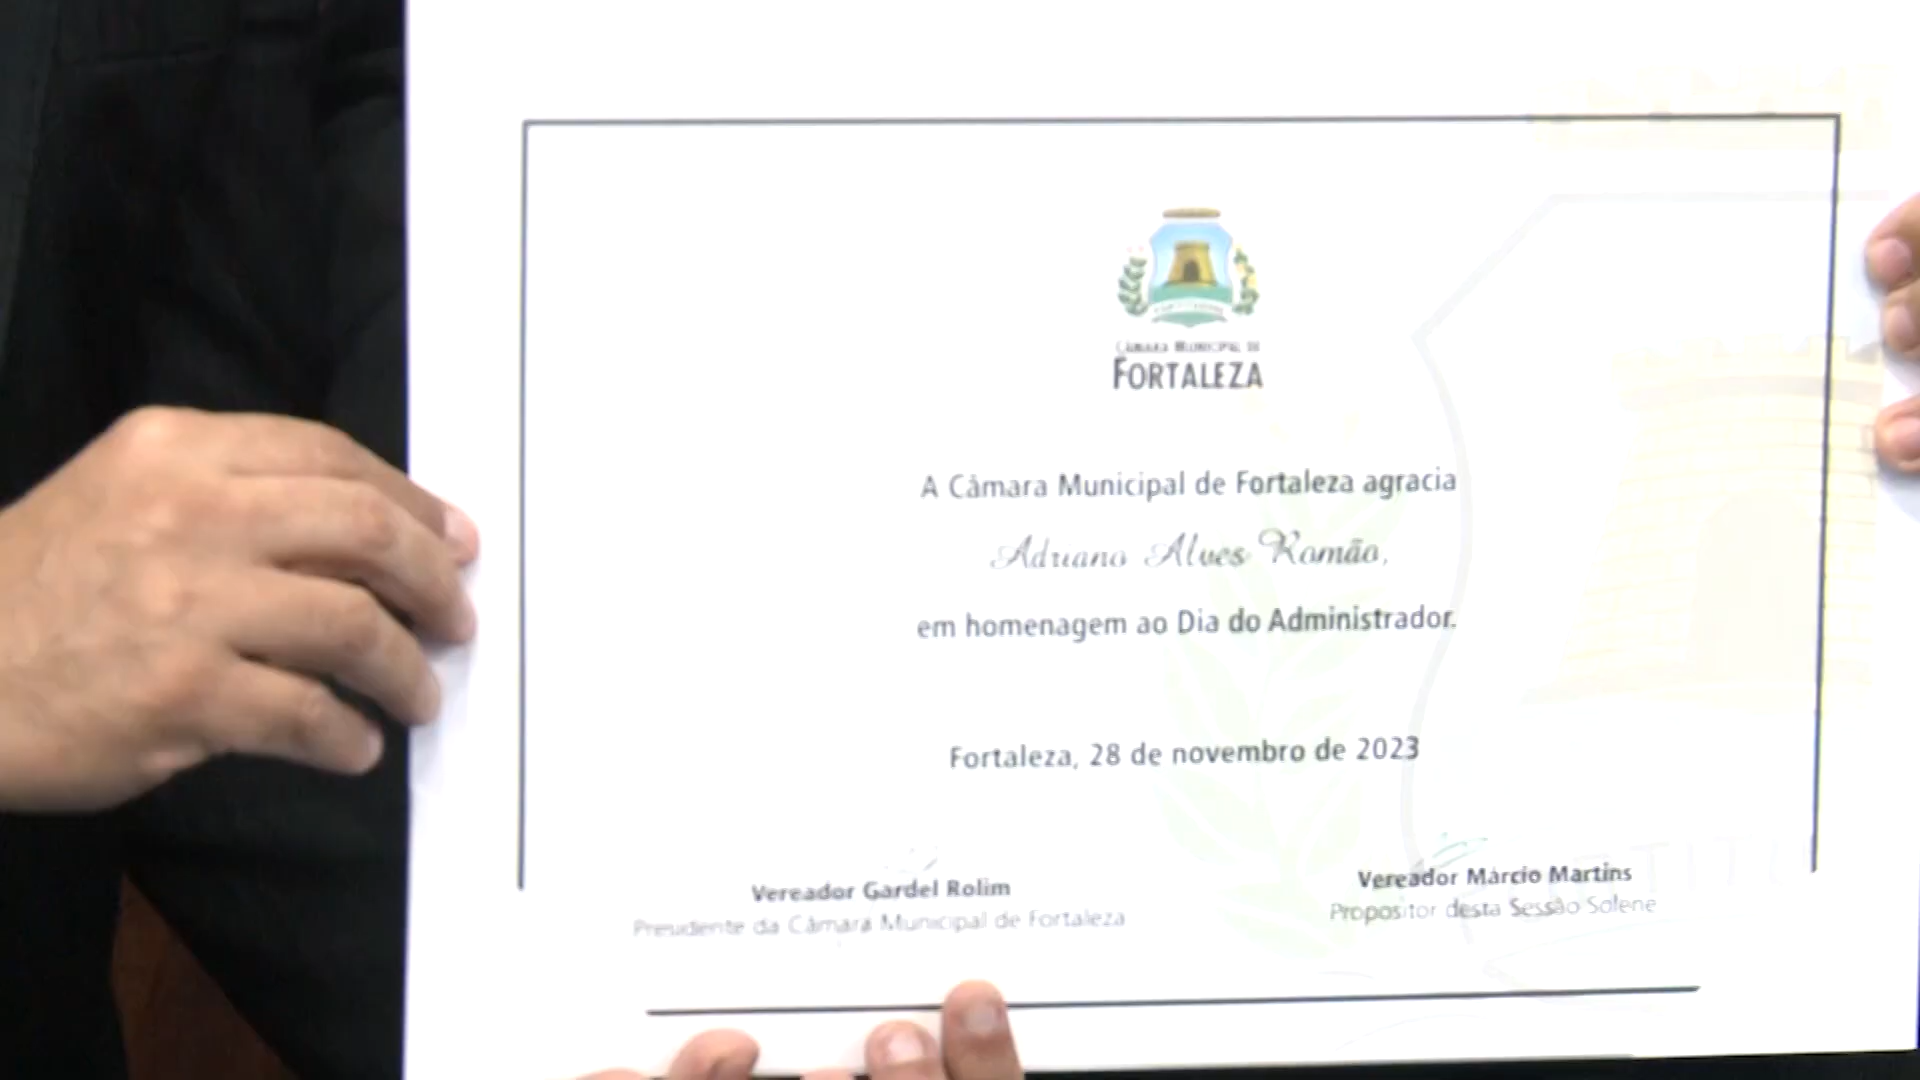 CÂMARA MUNICIPAL DE
FORTALEZA
A Câmara Municipal de Fortaleza agracia
Adriano Alves Romão,
em homenagem ao Dia do Administrador.
Fortaleza, 28 de novembro de 2023
Vereador Gardel Rolim
Presidente da Câmara Municipal de Fortaleza
Vereador Márcio Martins
Propositor desta Sessão Solene